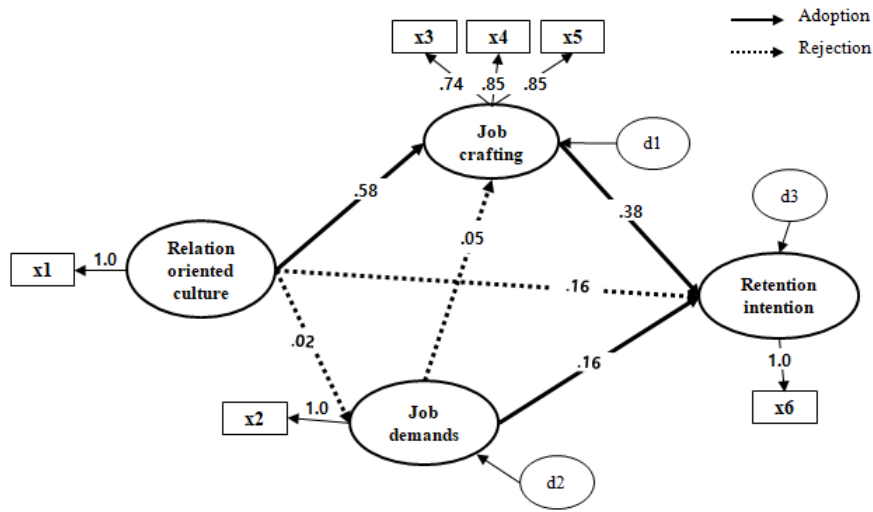 Adoption
Rejection
x3
x4
x5
.74
.85
.85
Job
crafting
d1
.58
.38
d3
.05
Relation
oriented
culture
1.0
x1
.16
Retention
intention
.02
.16
1.0
x2
1.0
Job
demands
x6
d2